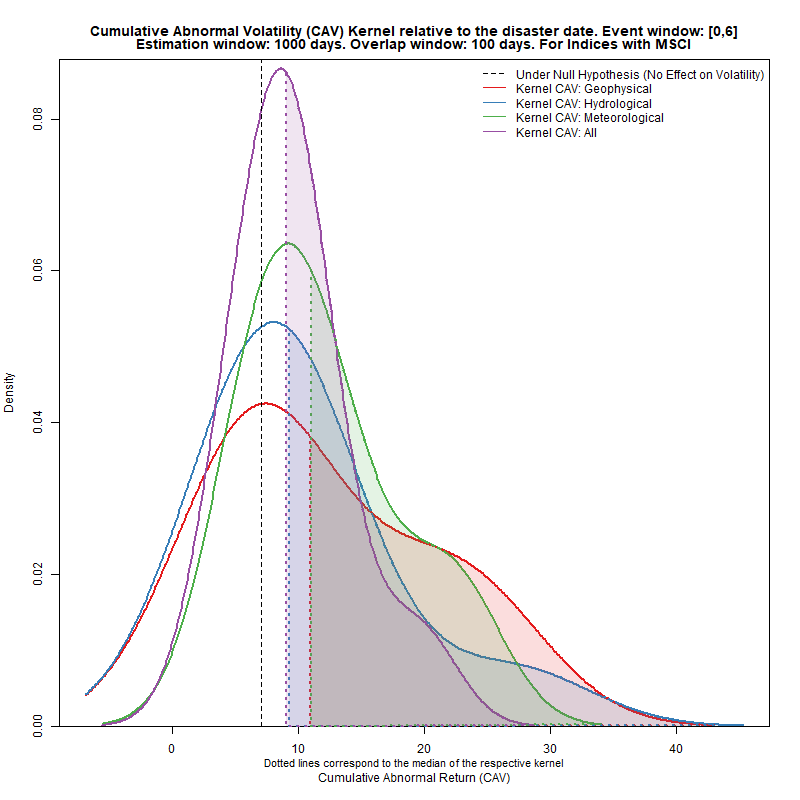 Cumulative Abnormal Volatility (CAV) Kernel relative to the disaster date. Event window: [0,6]
Estimation window: 1000 days. Overlap window: 100 days. For Indices with MSCI
Under Null Hypothesis (No Effect on Volatility)
Kernel CAV: Geophysical
Kernel CAV: Hydrological
Kernel CAV: Meteorological
Kernel CAV: All
Density
0.08
0.06
0.04
0.02
0.00
0 10 20 30 40
Dotted lines correspond to the median of the respective kernel
Cumulative Abnormal Return (CAV)